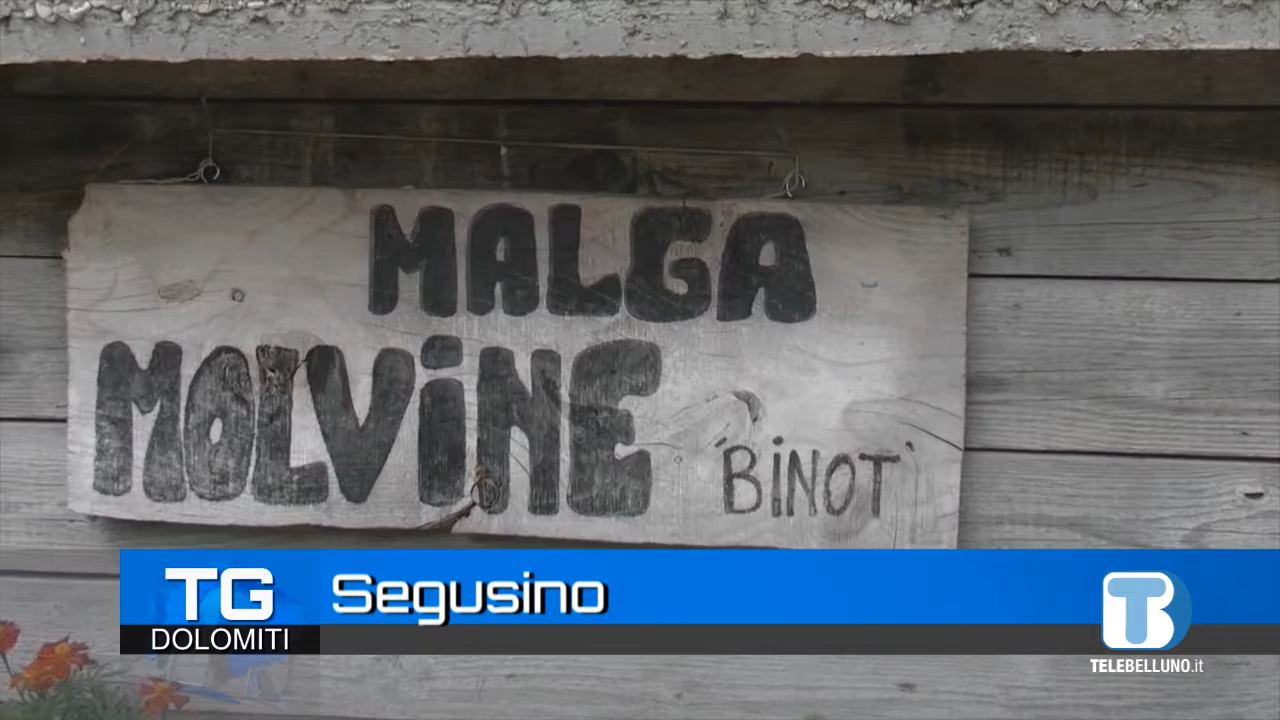 MALGA
MOLViNE 'BiNOT'
TG Segusino
DOLOMITI
TELEBELLUNO.it